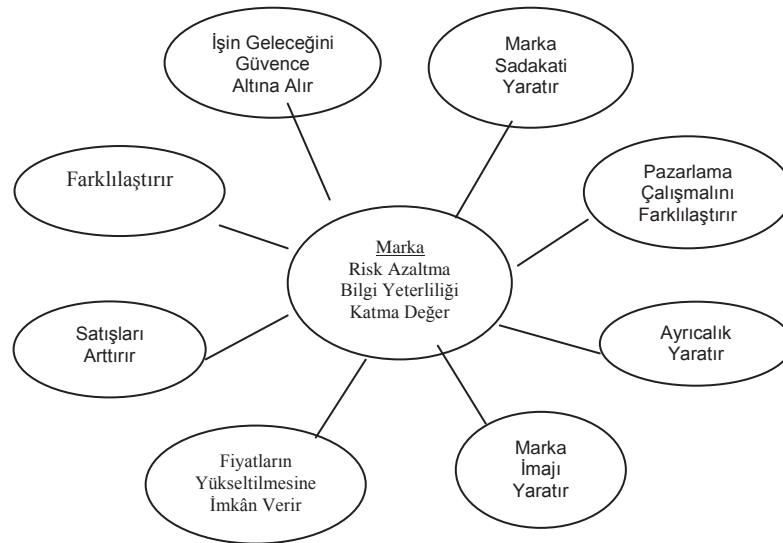 İşin Geleceğini
Güvence
Altına Alır
Marka
Sadakati
Yaratır
Farklılaştırır
Pazarlama
Çalışmalını
Farklılaştırır
Marka
Risk Azaltma
Bilgi Yeterliliği
Katma Değer
Satışları
Arttırır
Ayrıcalık
Yaratır
Fiyatların
Yükseltilmesine
İmkân Verir
Marka
İmajı
Yaratır